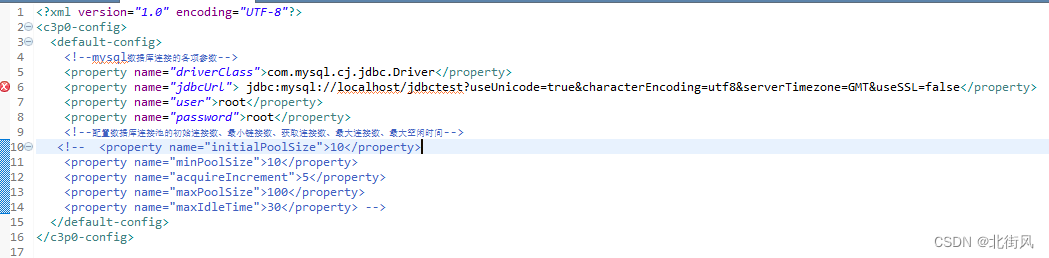 1 <?xml version="1.0" encoding="UTF-8"?>
2 <c3p0-config>
3 <default-config>
4 <!--mysql数据库连接的各项参数-->
5 <property name="driverClass">com.mysql.cj.jdbc.Driver</property>
6 <property name="jdbcUrl"> jdbc:mysql://localhost/jdbctest?useUnicode=true&characterEncoding=utf8&serverTimezone=GMT&useSSL=false</property>
7 <property name="user">root</property>
8 <property name="password">root</property>
9 <!--配置数据库连接池的初始连接数、最小链接数、获取连接数、最大连接数、最大空闲时间-->
10 <!-- <property name="initialPoolSize">10</property>
11 <property name="minPoolSize">10</property>
12 <property name="acquireIncrement">5</property>
13 <property name="maxPoolSize">100</property>
14 <property name="maxIdleTime">30</property> -->
15 </default-config>
16 </c3p0-config>
17
CSDN @北街风